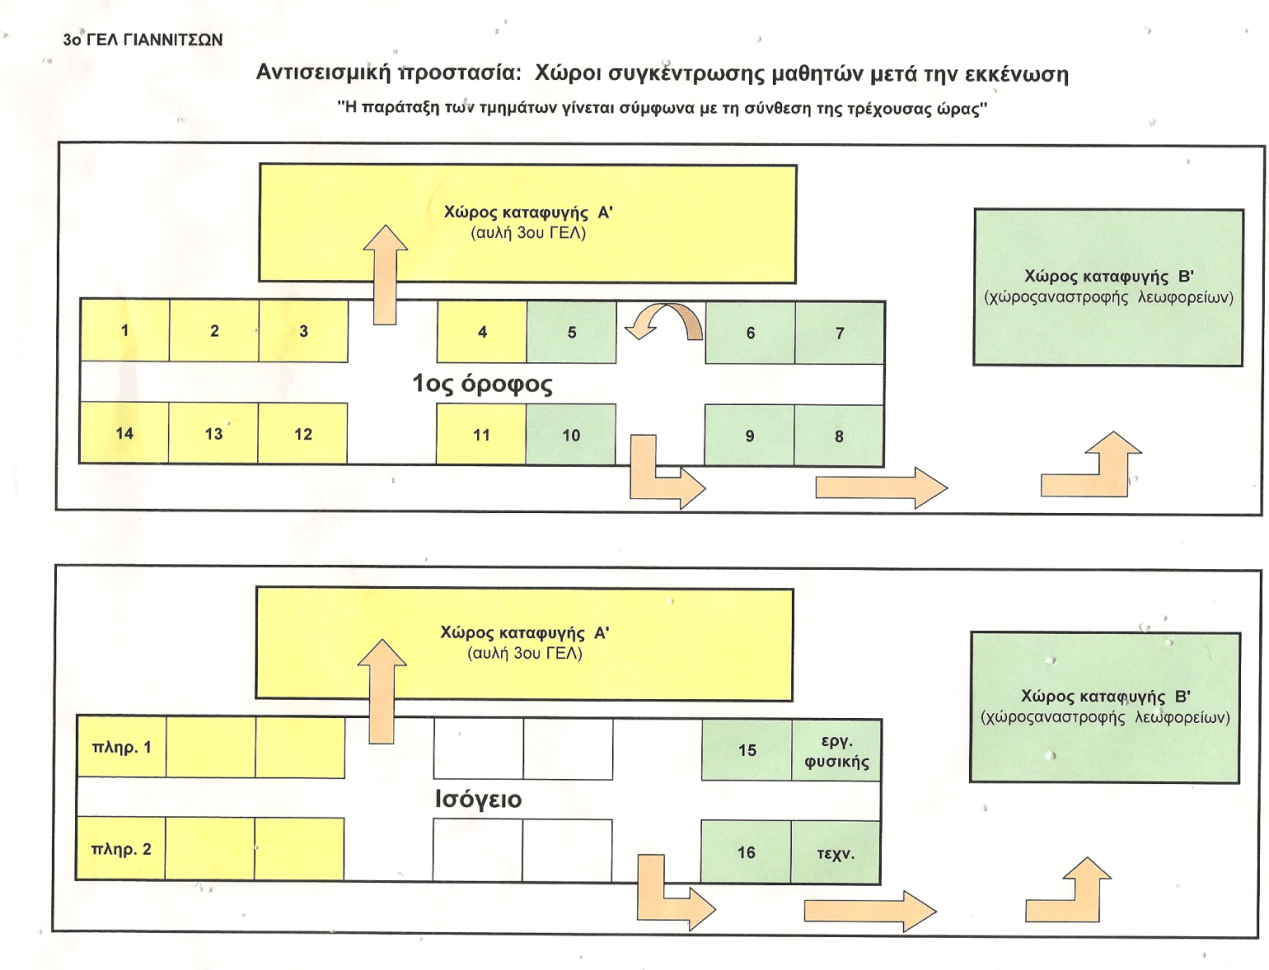 3ο ΓΕΛ ΓΙΑΝΝΙΤΣΩΝ
Αντισεισμική προστασία: Χώροι συγκέντρωσης μαθητών μετά την εκκένωση
"Η παράταξη των τμημάτων γίνεται σύμφωνα με τη σύνθεση της τρέχουσας ώρας"
Χώρος καταφυγής Α'
(αυλή 3ου ΓΕΛ)
Χώρος καταφυγής Β'
(χώροςαναστροφής λεωφορείων)
1 2 3 4 5 6 7
1ος όροφος
14 13 12 11 10 9 8
Χώρος καταφυγής Α'
(αυλή 3ου ΓΕΛ)
Χώρος καταφυγής Β'
(χώροςαναστροφής λεωφορείων)
πληρ. 1 15 εργ.
φυσικής
Ισόγειο
πληρ. 2 16 τεχν.